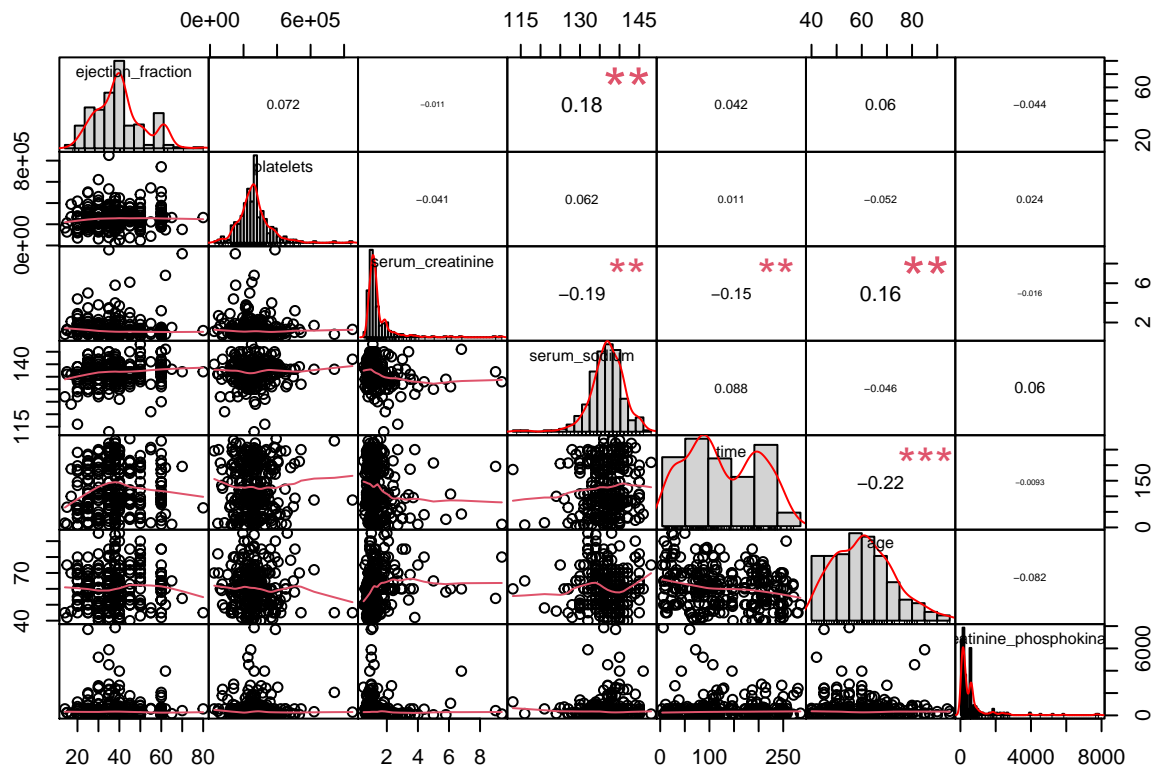 0e+00 6e+05 115 130 145 40 60 80
ejection_fraction 0.072 −0.011 0.18 ** 0.042 0.06 −0.044 20 60
0e+00 8e+05 platelets −0.041 0.062 0.011 −0.052 0.024
serum_creatinine −0.19 ** −0.15 ** 0.16 ** −0.016 2 6
115 140 serum_sodium 0.088 −0.046 0.06
time −0.22 *** −0.0093 0 150
40 70 age −0.082
eatinine_phosphokina 0 6000
20 40 60 80 2 4 6 8 0 100 250 0 4000 8000